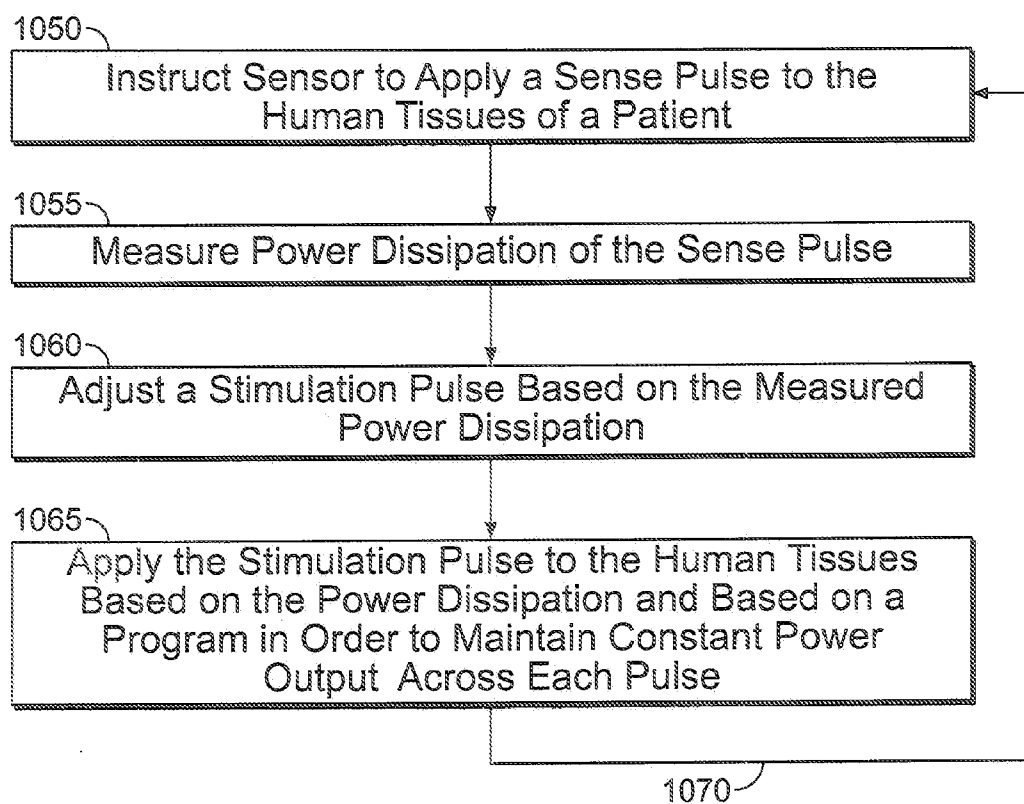 1050
Instruct Sensor to Apply a Sense Pulse to the
Human Tissues of a Patient
1055
Measure Power Dissipation of the Sense Pulse
1060
Adjust a Stimulation Pulse Based on the Measured
Power Dissipation
1065
Apply the Stimulation Pulse to the Human Tissues
Based on the Power Dissipation and Based on a
Program in Order to Maintain Constant Power
Output Across Each Pulse
1070